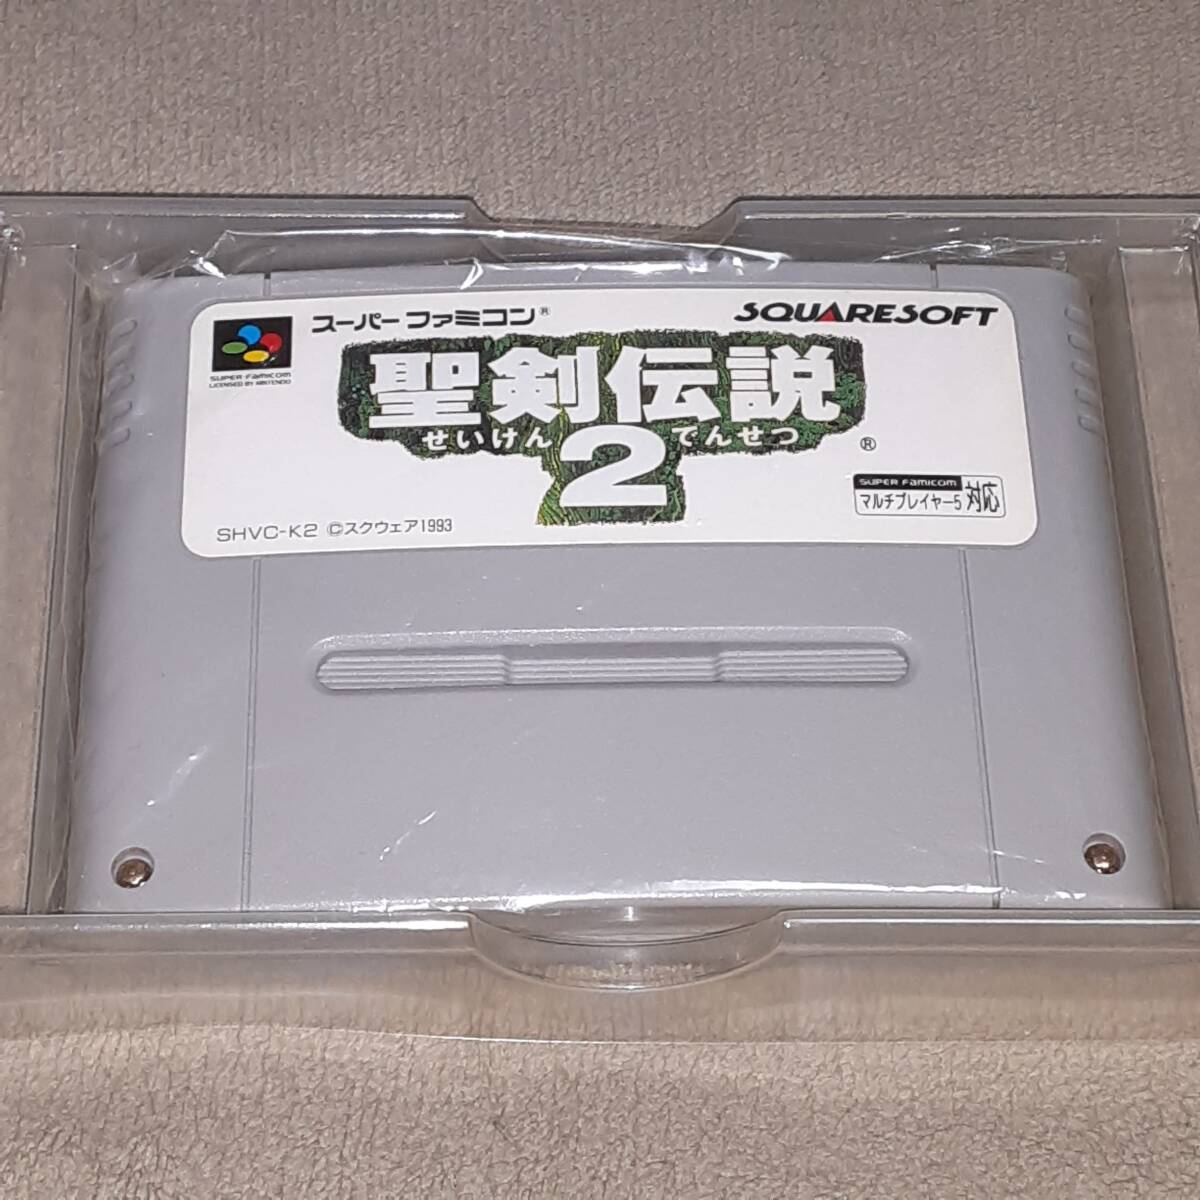 スーパーファミコン®
SQUARESOFT
SUPER FAMICOM
LICENSED BY NINTENDO
聖剣伝説
せいけん でんせつ
2
®
SUPER FAMICOM
マルチプレイヤー5 対応
SHVC-K2 ©スクウェア1993